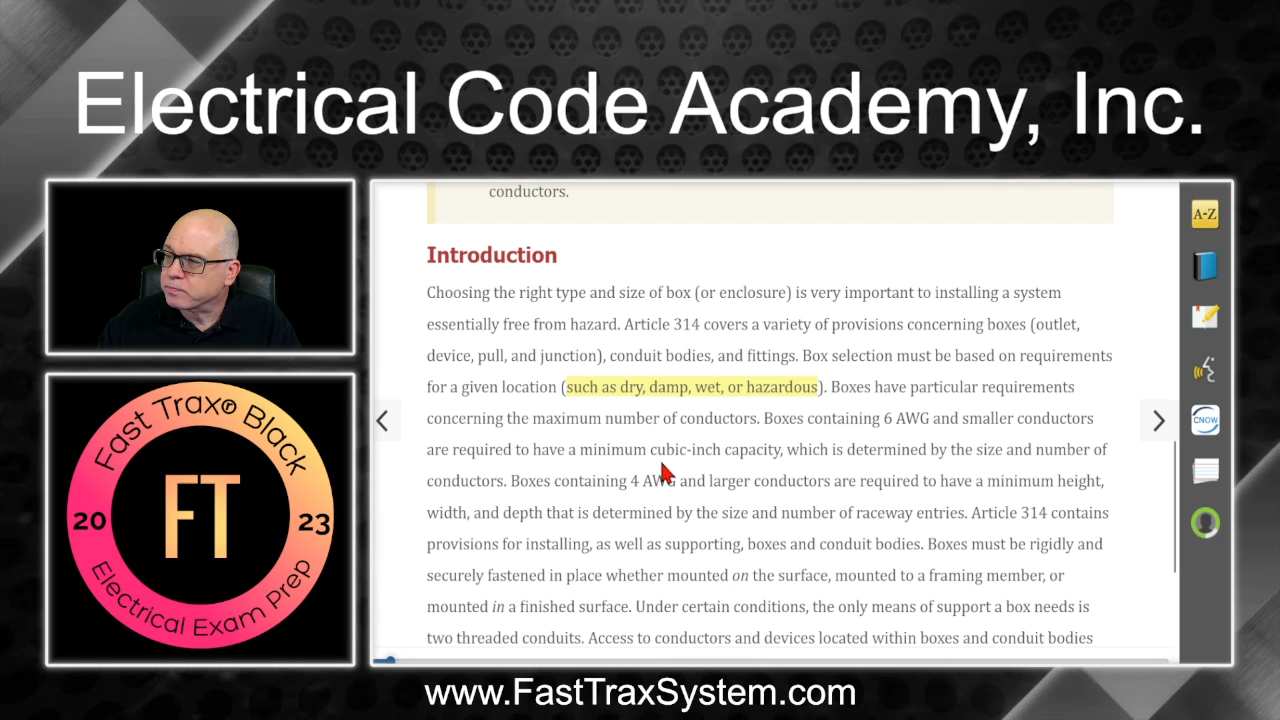 Electrical Code Academy, Inc.
conductors.
Introduction
Choosing the right type and size of box (or enclosure) is very important to installing a system
essentially free from hazard. Article 314 covers a variety of provisions concerning boxes (outlet,
device, pull, and junction), conduit bodies, and fittings. Box selection must be based on requirements
for a given location (such as dry, damp, wet, or hazardous). Boxes have particular requirements
concerning the maximum number of conductors. Boxes containing 6 AWG and smaller conductors
are required to have a minimum cubic-inch capacity, which is determined by the size and number of
conductors. Boxes containing 4 AWG and larger conductors are required to have a minimum height,
width, and depth that is determined by the size and number of raceway entries. Article 314 contains
provisions for installing, as well as supporting, boxes and conduit bodies. Boxes must be rigidly and
securely fastened in place whether mounted on the surface, mounted to a framing member, or
mounted in a finished surface. Under certain conditions, the only means of support a box needs is
two threaded conduits. Access to conductors and devices located within boxes and conduit bodies
A-Z
CNOW
Fast Trax® Black
20
FT
23
Electrical Exam Prep
www.FastTraxSystem.com